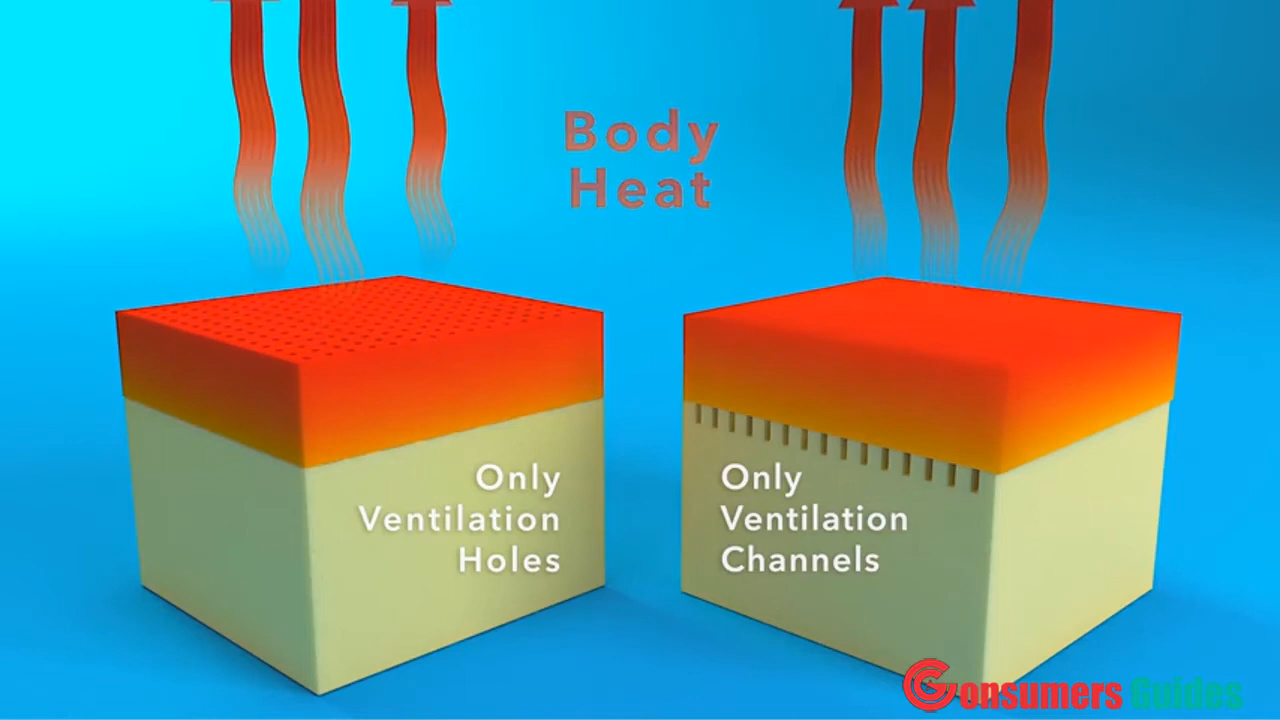 Body
Heat
Only
Ventilation
Holes
Only
Ventilation
Channels
Consumers Guides